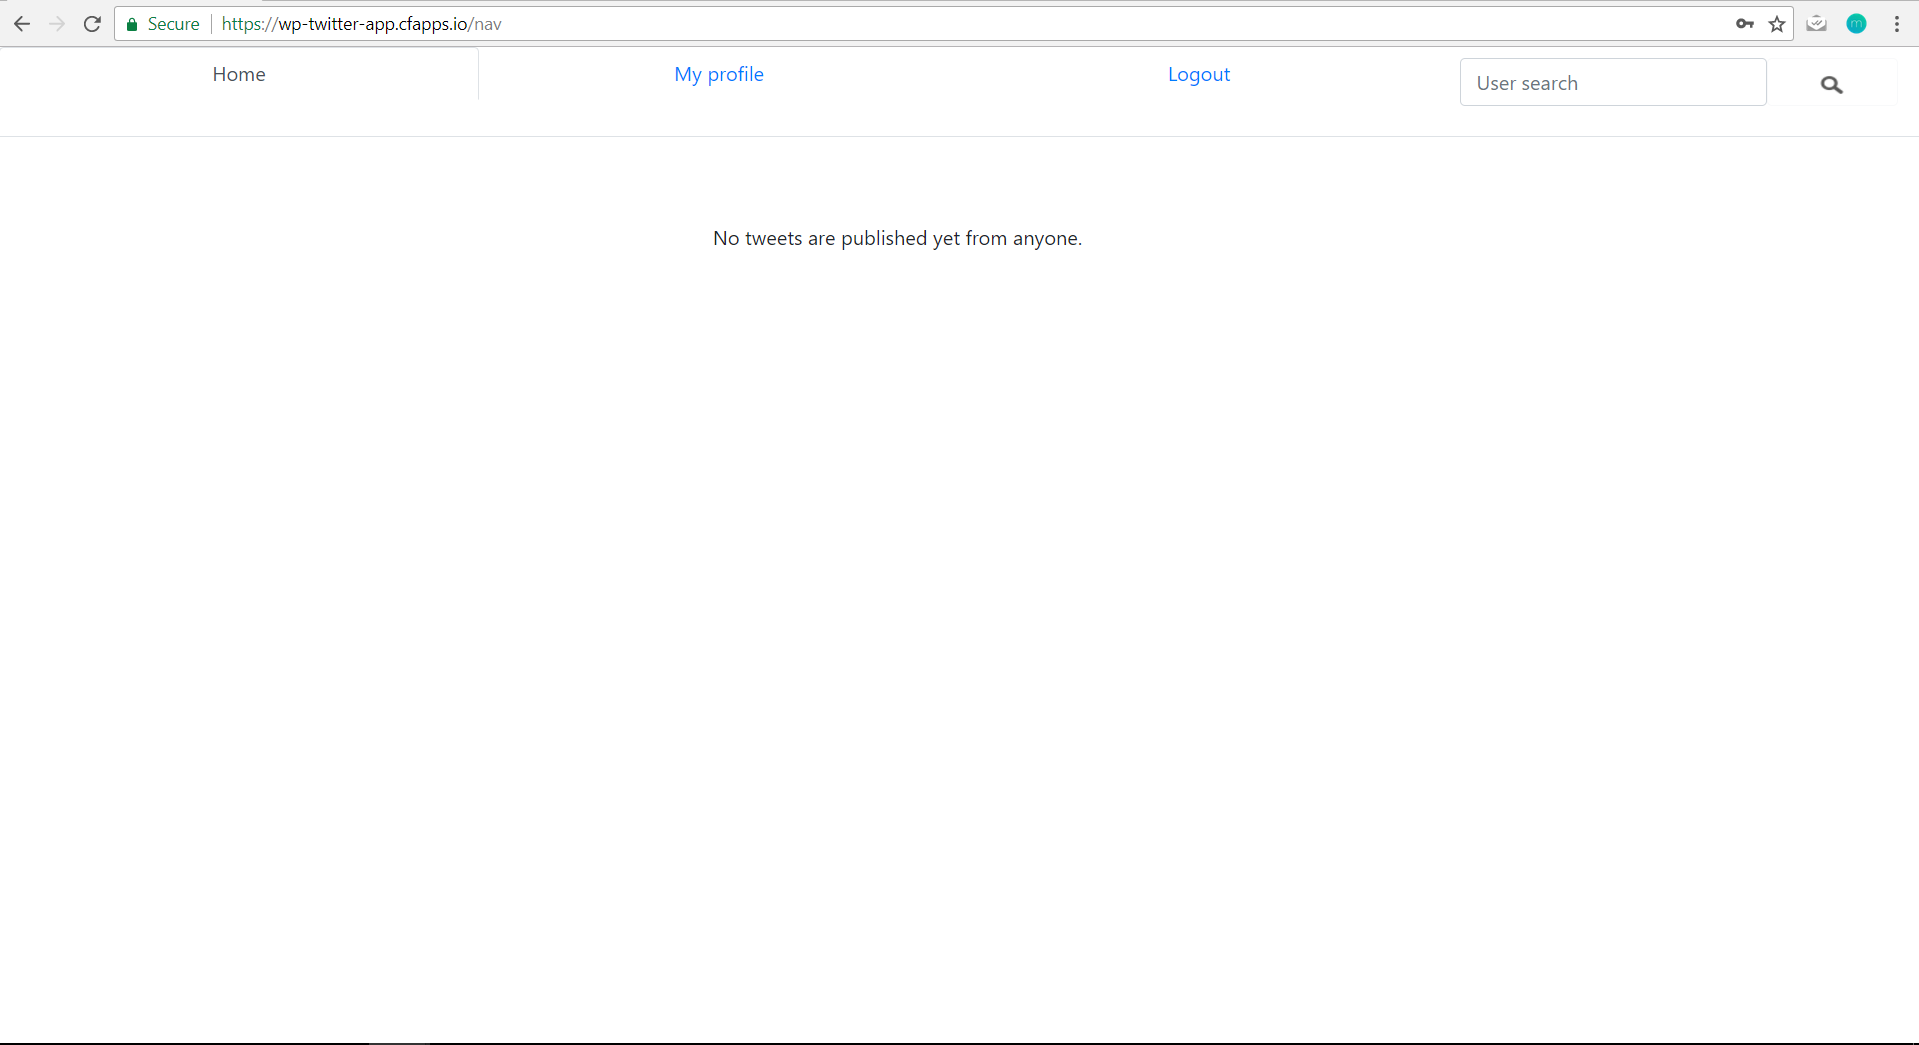 Secure https://wp-twitter-app.cfapps.io/nav
m
Home My profile Logout User search
No tweets are published yet from anyone.